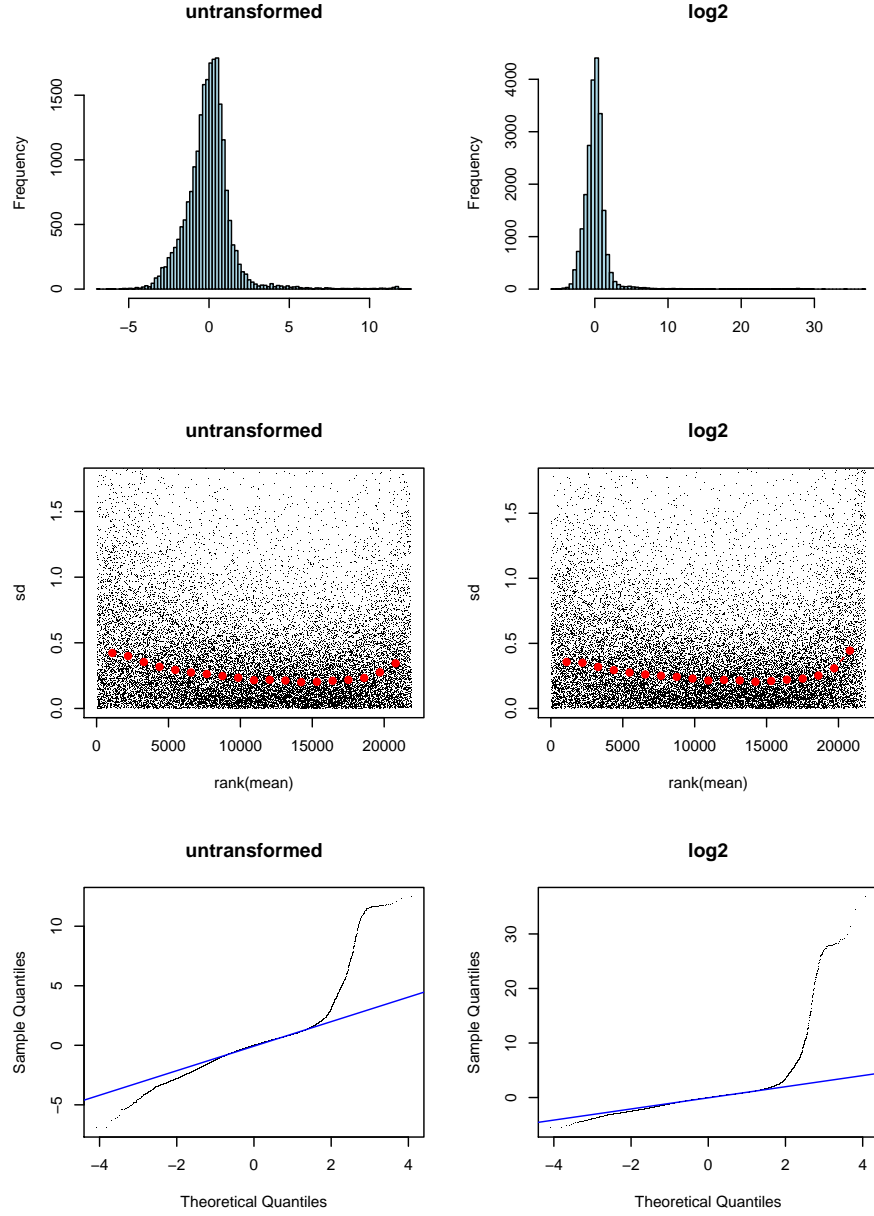 untransformed
log2
Frequency
0 500 1000 1500
−5 0 5 10
Frequency
0 1000 2000 3000 4000
0 10 20 30
untransformed
log2
sd
0.0 0.5 1.0 1.5
0 5000 10000 15000 20000
rank(mean)
sd
0.0 0.5 1.0 1.5
0 5000 10000 15000 20000
rank(mean)
untransformed
log2
Sample Quantiles
−5 0 5 10
−4 −2 0 2 4
Theoretical Quantiles
Sample Quantiles
0 10 20 30
−4 −2 0 2 4
Theoretical Quantiles